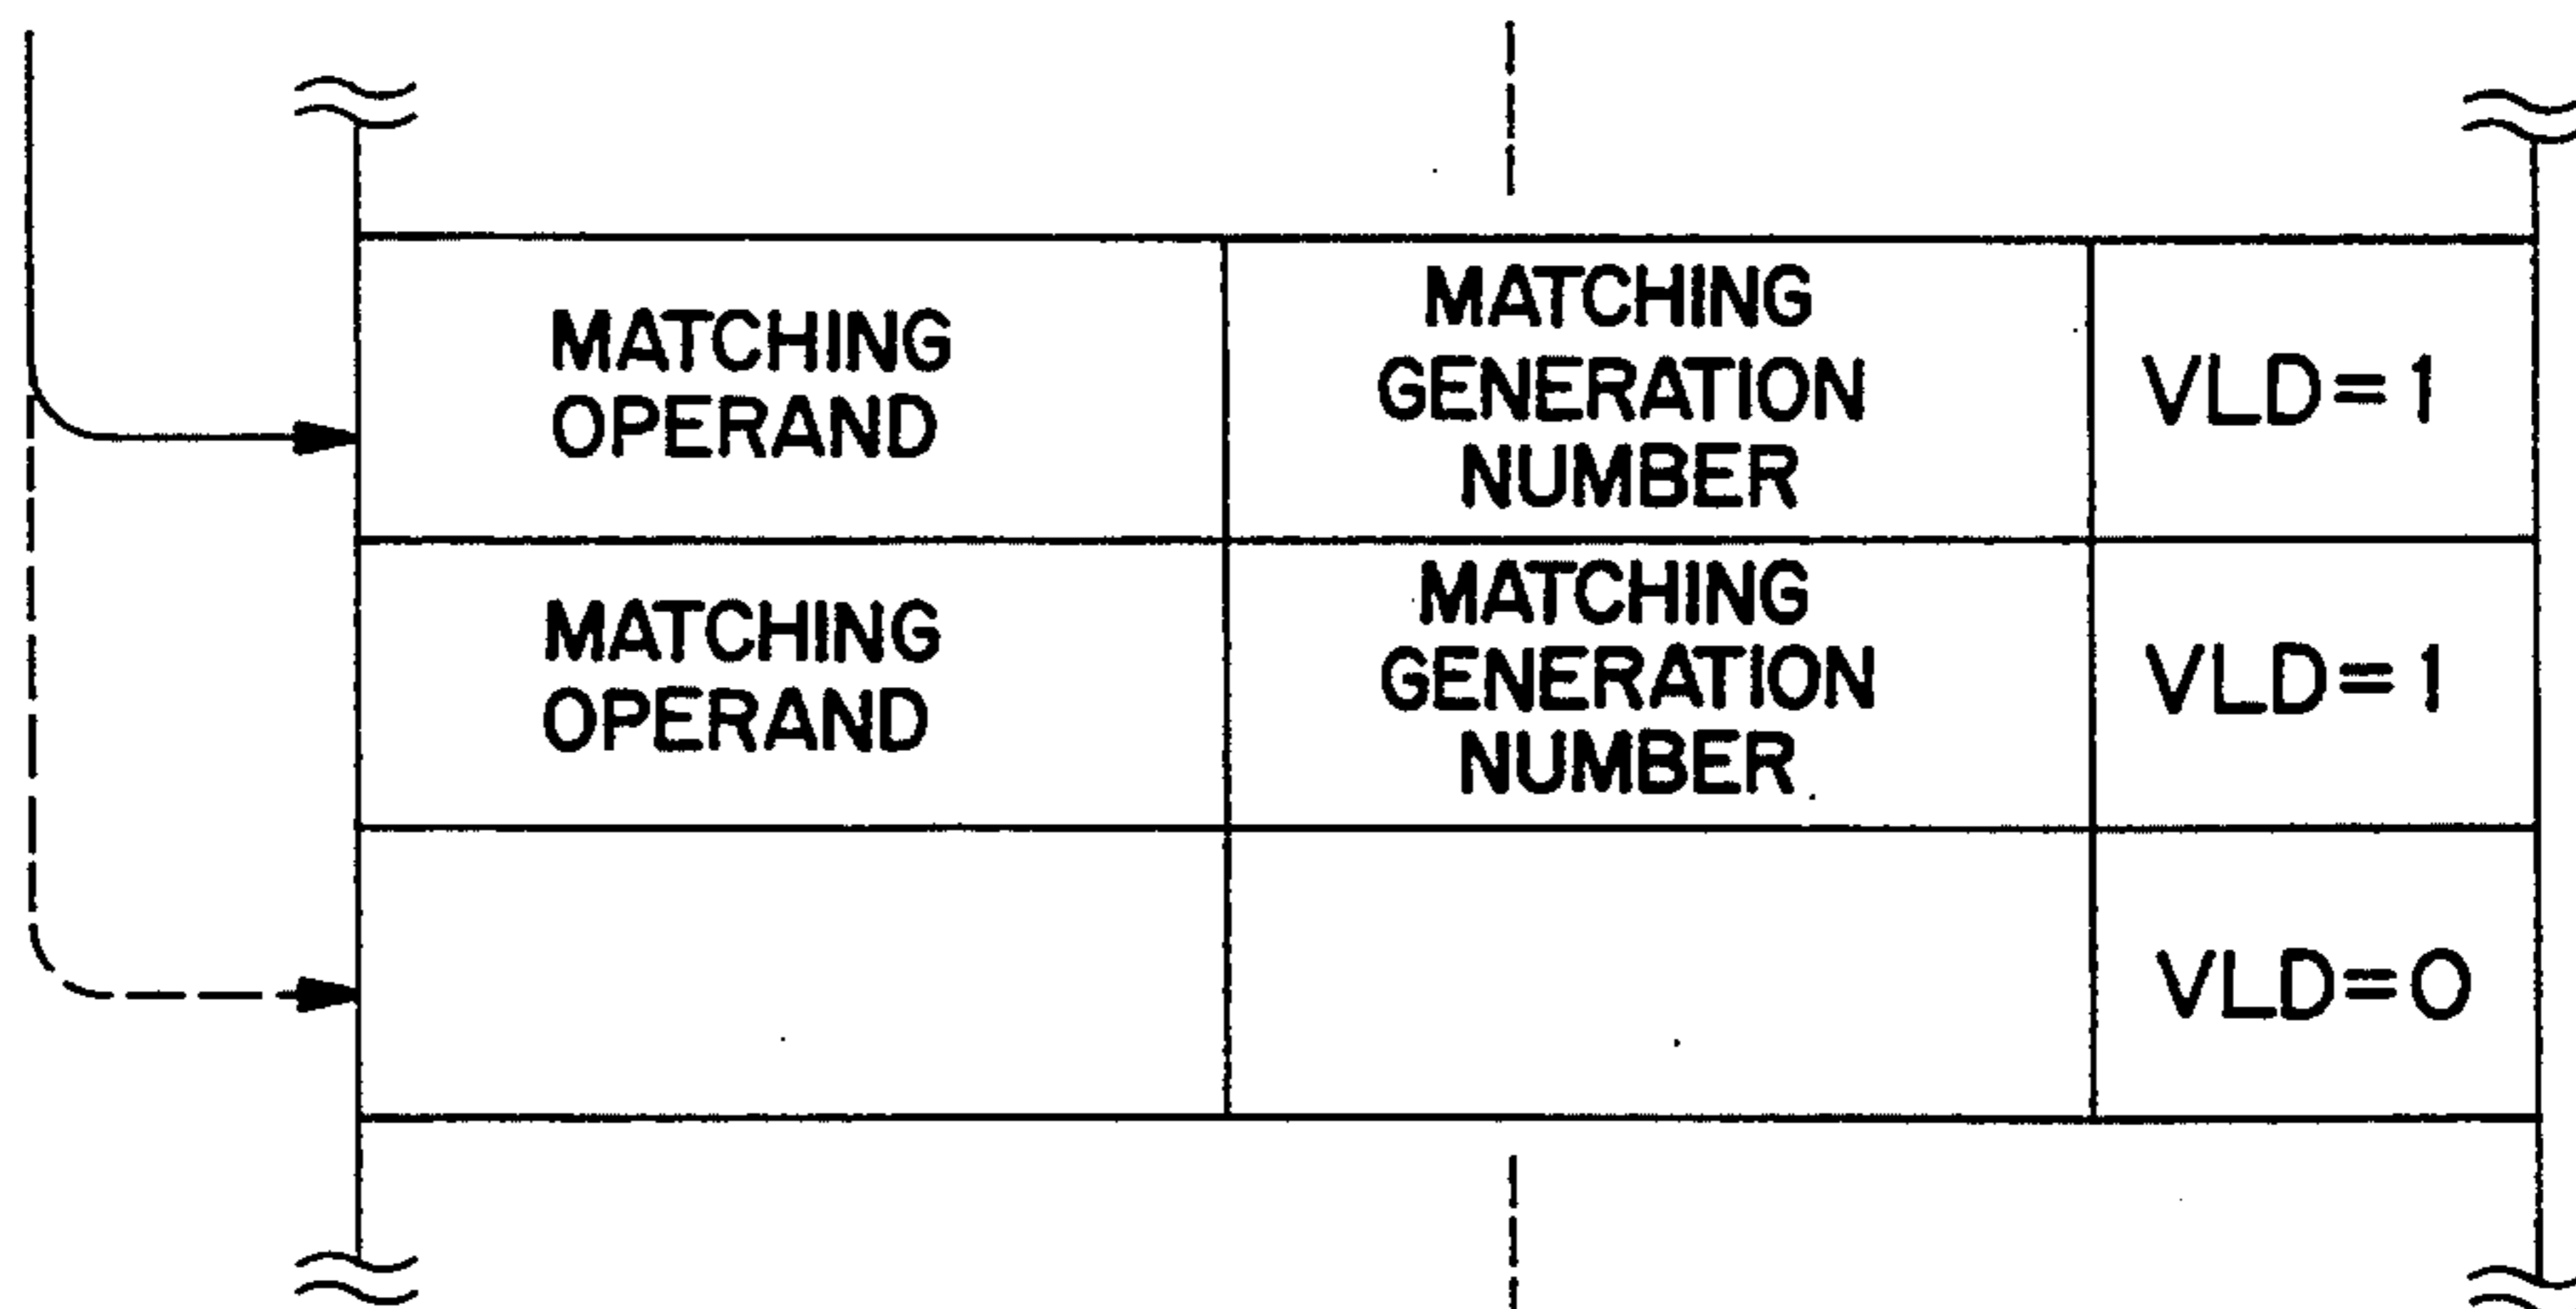 MATCHING
OPERAND
MATCHING
GENERATION
NUMBER
VLD=1
MATCHING
OPERAND
MATCHING
GENERATION
NUMBER
VLD=1
VLD=0